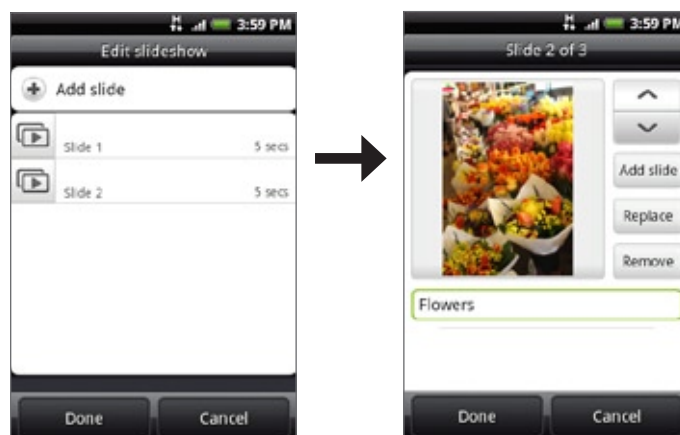 3:59 PM
Edit slideshow
Add slide
Slide 1 5 secs
Slide 2 5 secs
Done Cancel
3:59 PM
Slide 2 of 3
Add slide
Replace
Remove
Flowers
Done Cancel